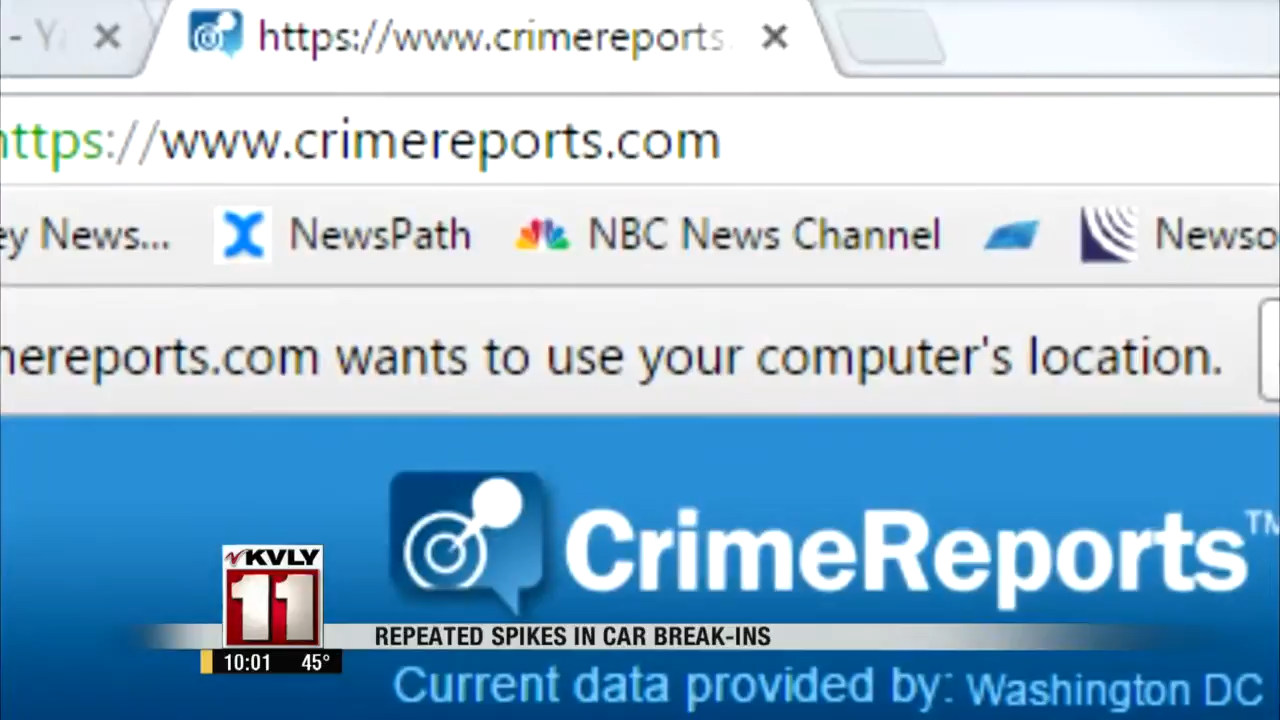 - Y
https://www.crimereports.
https://www.crimereports.com
ey News... NewsPath NBC News Channel Newso
mereports.com wants to use your computer's location.
CrimeReports™
KVLY
11
REPEATED SPIKES IN CAR BREAK-INS
10:01 45°
Current data provided by: Washington DC